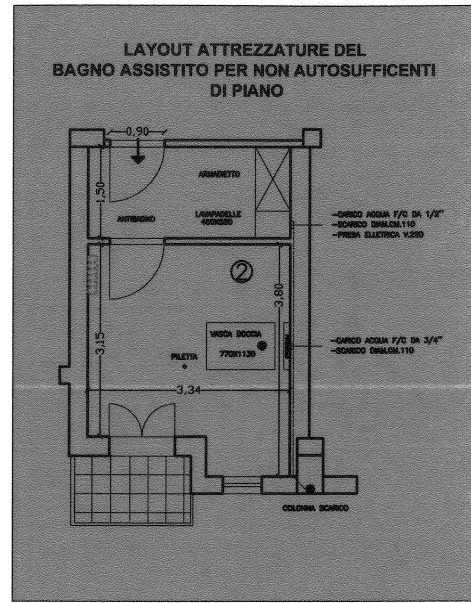 LAYOUT ATTREZZATURE DEL
BAGNO ASSISTITO PER NON AUTOSUFFICENTI
DI PIANO
0,90
ARMADIETTO
1,50
ANTIBAGNO
LAVAPADELLE
450X550
-CARICO ACQUA F/C DA 1/2"
-SCARICO DIAM.CM.110
-PRESA ELLETRICA V.220
2
3,80
VASCA DOCCIA
770X1130
3,15
PILETTA
-CARICO ACQUA F/C DA 3/4"
-SCARICO DIAM.CM.110
3,34
COLONNA SCARICO